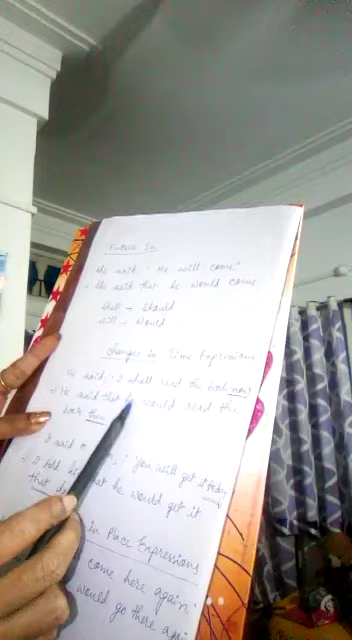 Future In
He said, "He will come"
He said that he would come
Shall → Should
Will → Would
Changes in Time Expressions
He said, "I shall read the book now"
→ He said that he would read the
book then
I said to "You will get it today
→ I told that he would get it
that
in Place Expressions
come here again."
would go there again